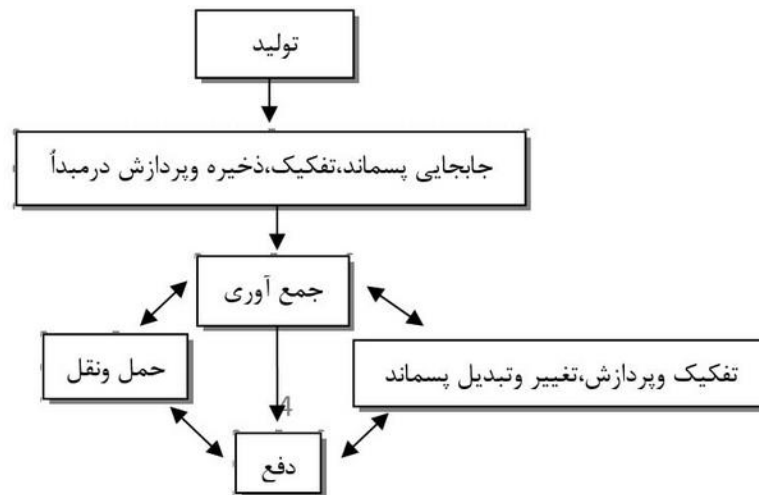 تولید
جابجایی پسماند،تفکیک،ذخیره وپردازش درمبدأ
جمع آوری
حمل ونقل
تفکیک وپردازش،تغییر وتبدیل پسماند
4
دفع